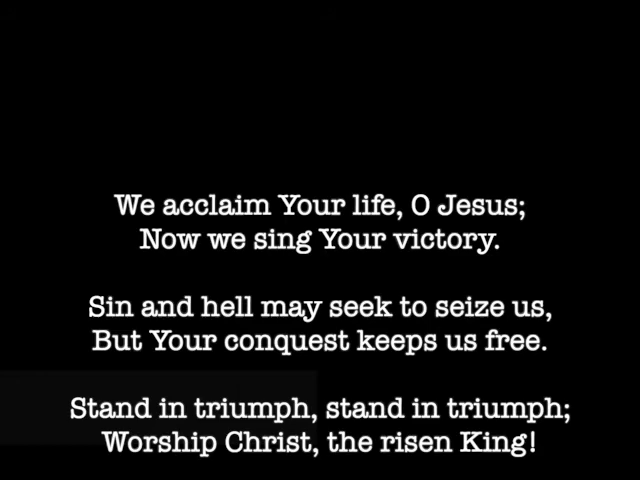 We acclaim Your life, O Jesus;
Now we sing Your victory.
Sin and hell may seek to seize us,
But Your conquest keeps us free.
Stand in triumph, stand in triumph;
Worship Christ, the risen King!